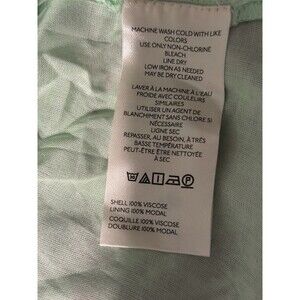 MACHINE WASH COLD WITH LIKE
COLORS
USE ONLY NON-CHLORINE
BLEACH
LINE DRY
LOW IRON AS NEEDED
MAY BE DRY CLEANED
LAVER À LA MACHINE À L'EAU
FROIDE AVEC COULEURS
SIMILAIRES
UTILISER UN AGENT DE
BLANCHIMENT SANS CHLORE SI
NÉCESSAIRE
LIGNE SEC
REPASSER, AU BESOIN, À
BASSE TEMPÉRATURE
PEUT-ÊTRE NETTOYÉE
À SEC
SHELL 100% VISCOSE
LINING 100% MODAL
COQUILLE 100% VISCOSE
DOUBLURE 100% MODAL